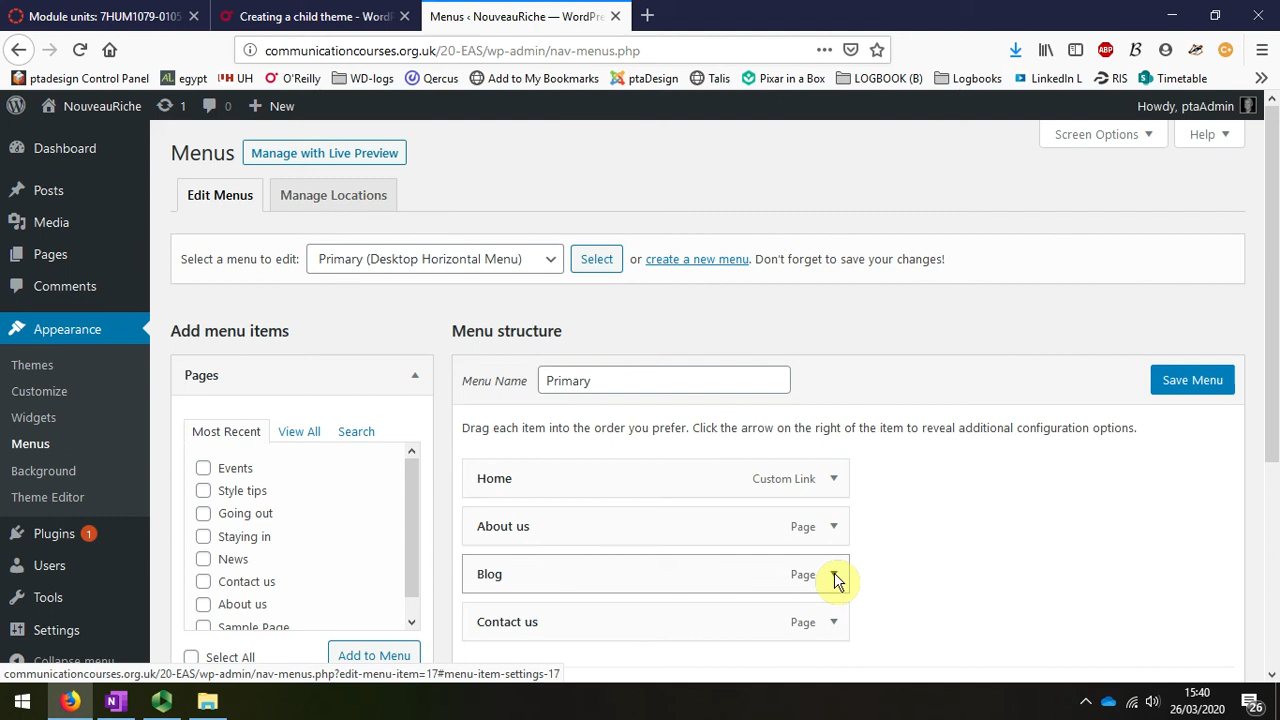 Module units: 7HUM1079-0105
Creating a child theme - WordP
Menus ‹ NouveauRiche — WordPre
communicationcourses.org.uk/20-EAS/wp-admin/nav-menus.php
ptadesign Control Panel
egypt
UH
O'Reilly
WD-logs
Qercus
Add to My Bookmarks
ptaDesign
Talis
Pixar in a Box
LOGBOOK (B)
Logbooks
LinkedIn L
RIS
Timetable
NouveauRiche
1
0
New
Howdy, ptaAdmin
Dashboard
Posts
Media
Pages
Comments
Appearance
Themes
Customize
Widgets
Menus
Background
Theme Editor
Plugins 1
Users
Tools
Settings
Collapse menu
Screen Options
Help
Menus
Manage with Live Preview
Edit Menus
Manage Locations
Select a menu to edit: Primary (Desktop Horizontal Menu) Select or create a new menu. Don't forget to save your changes!
Add menu items
Pages
Most Recent
View All
Search
Events
Style tips
Going out
Staying in
News
Contact us
About us
Sample Page
Select All
Add to Menu
Menu structure
Menu Name Primary
Save Menu
Drag each item into the order you prefer. Click the arrow on the right of the item to reveal additional configuration options.
Home Custom Link
About us Page
Blog Page
Contact us Page
communicationcourses.org.uk/20-EAS/wp-admin/nav-menus.php?edit-menu-item=17#menu-item-settings-17
15:40
26/03/2020
26